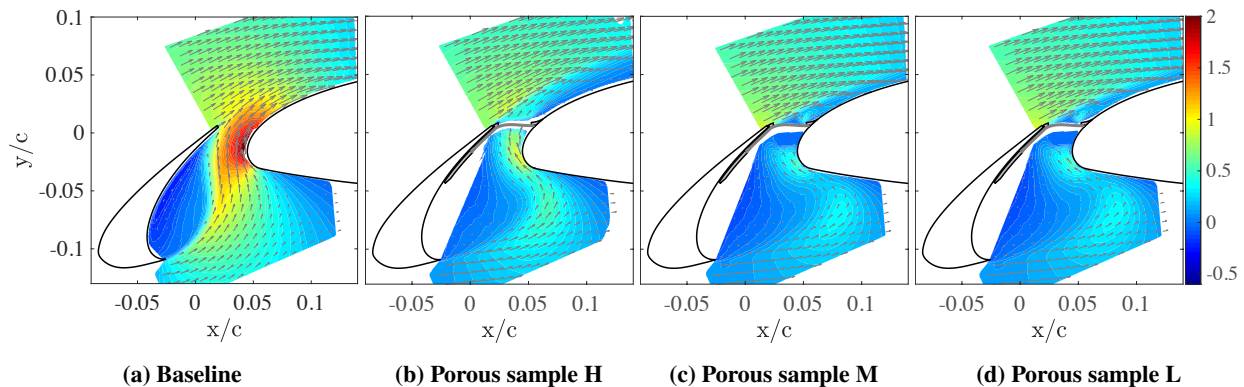 0.1
0.05
0
-0.05
-0.1
y/c
-0.05 0 0.05 0.1
-0.05 0 0.05 0.1
-0.05 0 0.05 0.1
-0.05 0 0.05 0.1
x/c
x/c
x/c
x/c
2
1.5
1
0.5
0
-0.5
(a) Baseline
(b) Porous sample H
(c) Porous sample M
(d) Porous sample L